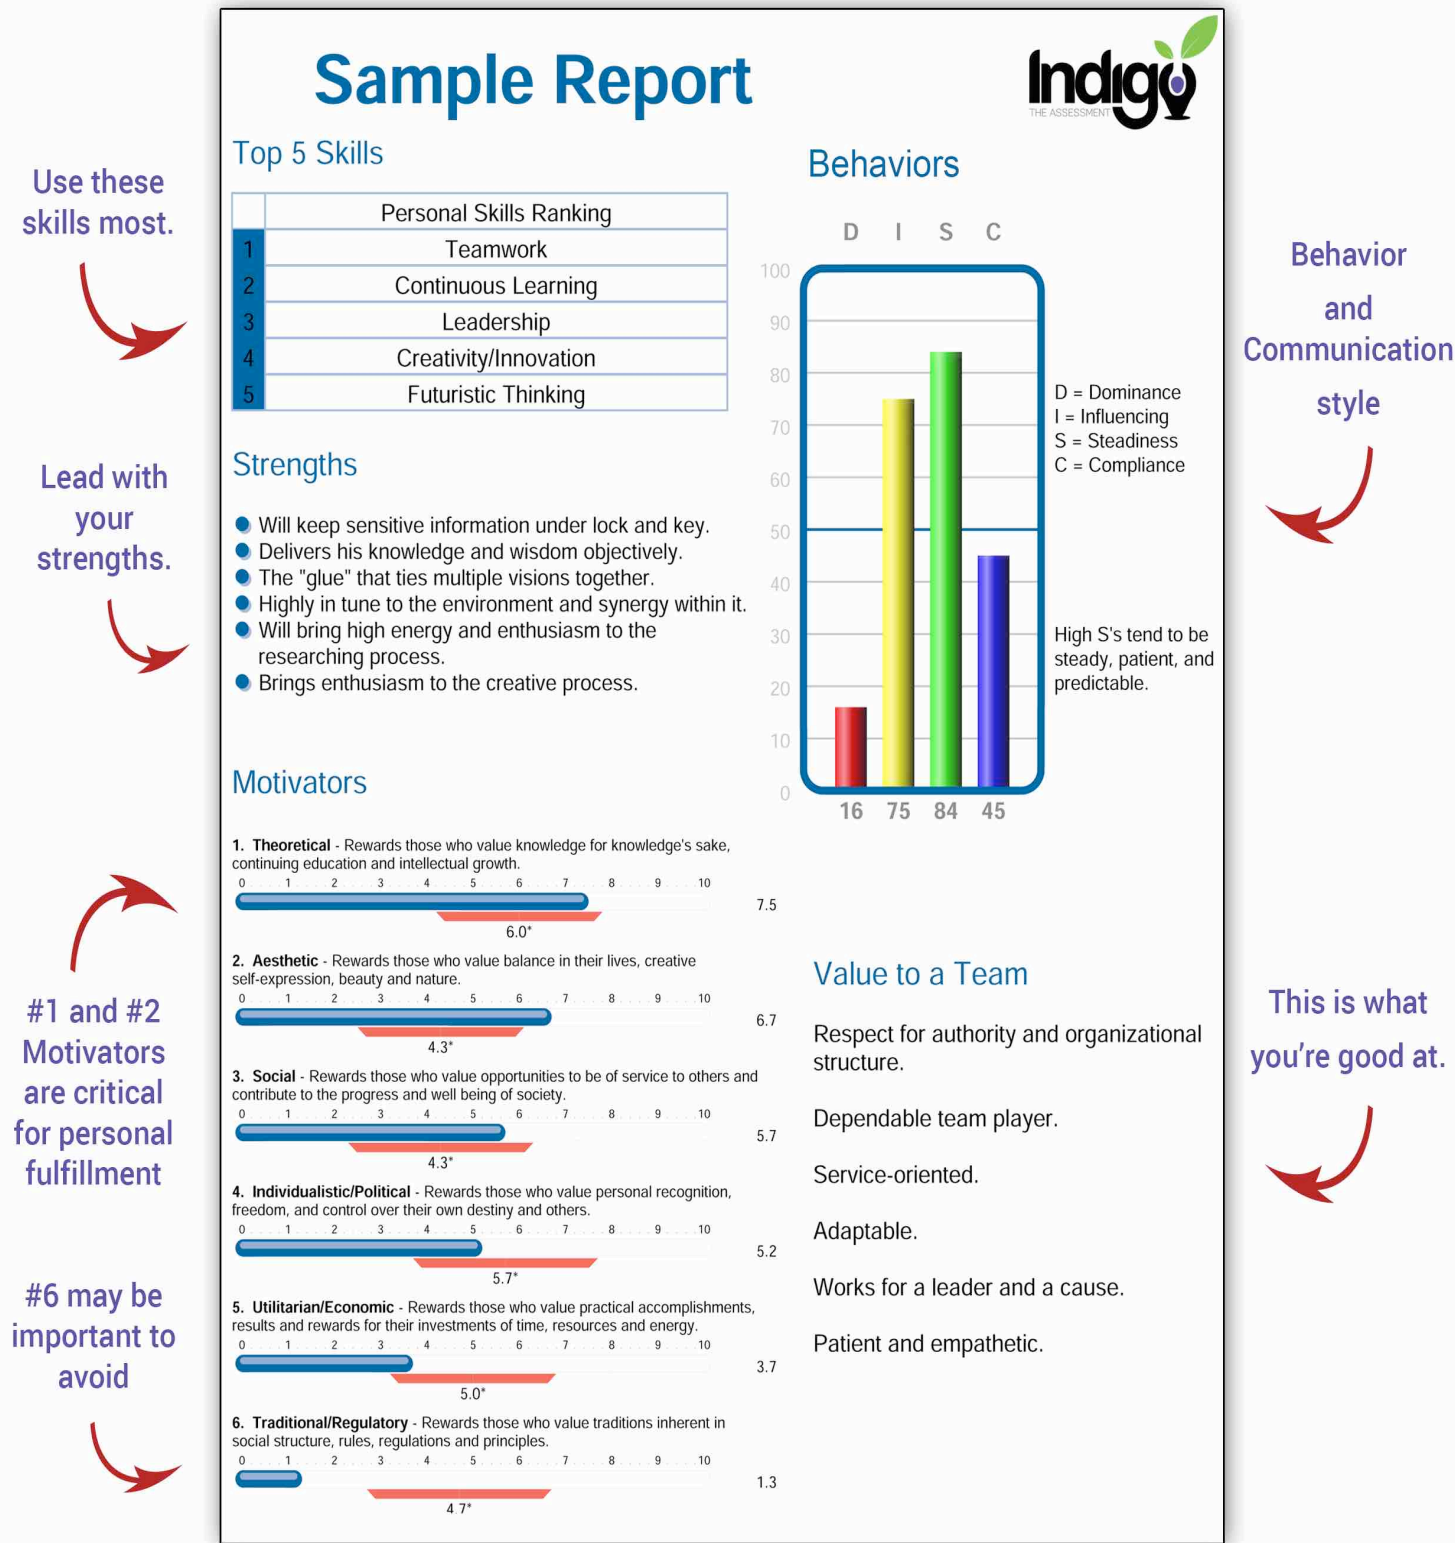 Sample Report
Indigo
THE ASSESSMENT
Use these
skills most.
Top 5 Skills
Personal Skills Ranking
1 Teamwork
2 Continuous Learning
3 Leadership
4 Creativity/Innovation
5 Futuristic Thinking
Lead with
your
strengths.
Strengths
Will keep sensitive information under lock and key.
Delivers his knowledge and wisdom objectively.
The "glue" that ties multiple visions together.
Highly in tune to the environment and synergy within it.
Will bring high energy and enthusiasm to the
researching process.
Brings enthusiasm to the creative process.
#1 and #2
Motivators
are critical
for personal
fulfillment
#6 may be
important to
avoid
Motivators
1. Theoretical - Rewards those who value knowledge for knowledge's sake,
continuing education and intellectual growth.
0 1 2 3 4 5 6 7 8 9 10
7.5
6.0*
2. Aesthetic - Rewards those who value balance in their lives, creative
self-expression, beauty and nature.
0 1 2 3 4 5 6 7 8 9 10
6.7
4.3*
3. Social - Rewards those who value opportunities to be of service to others and
contribute to the progress and well being of society.
0 1 2 3 4 5 6 7 8 9 10
5.7
4.3*
4. Individualistic/Political - Rewards those who value personal recognition,
freedom, and control over their own destiny and others.
0 1 2 3 4 5 6 7 8 9 10
5.2
5.7*
5. Utilitarian/Economic - Rewards those who value practical accomplishments,
results and rewards for their investments of time, resources and energy.
0 1 2 3 4 5 6 7 8 9 10
3.7
5.0*
6. Traditional/Regulatory - Rewards those who value traditions inherent in
social structure, rules, regulations and principles.
0 1 2 3 4 5 6 7 8 9 10
1.3
4.7*
Behaviors
D I S C
100
90
80
70
60
50
40
30
20
10
0
16 75 84 45
D = Dominance
I = Influencing
S = Steadiness
C = Compliance
High S's tend to be
steady, patient, and
predictable.
Behavior
and
Communication
style
Value to a Team
Respect for authority and organizational
structure.
Dependable team player.
Service-oriented.
Adaptable.
Works for a leader and a cause.
Patient and empathetic.
This is what
you're good at.